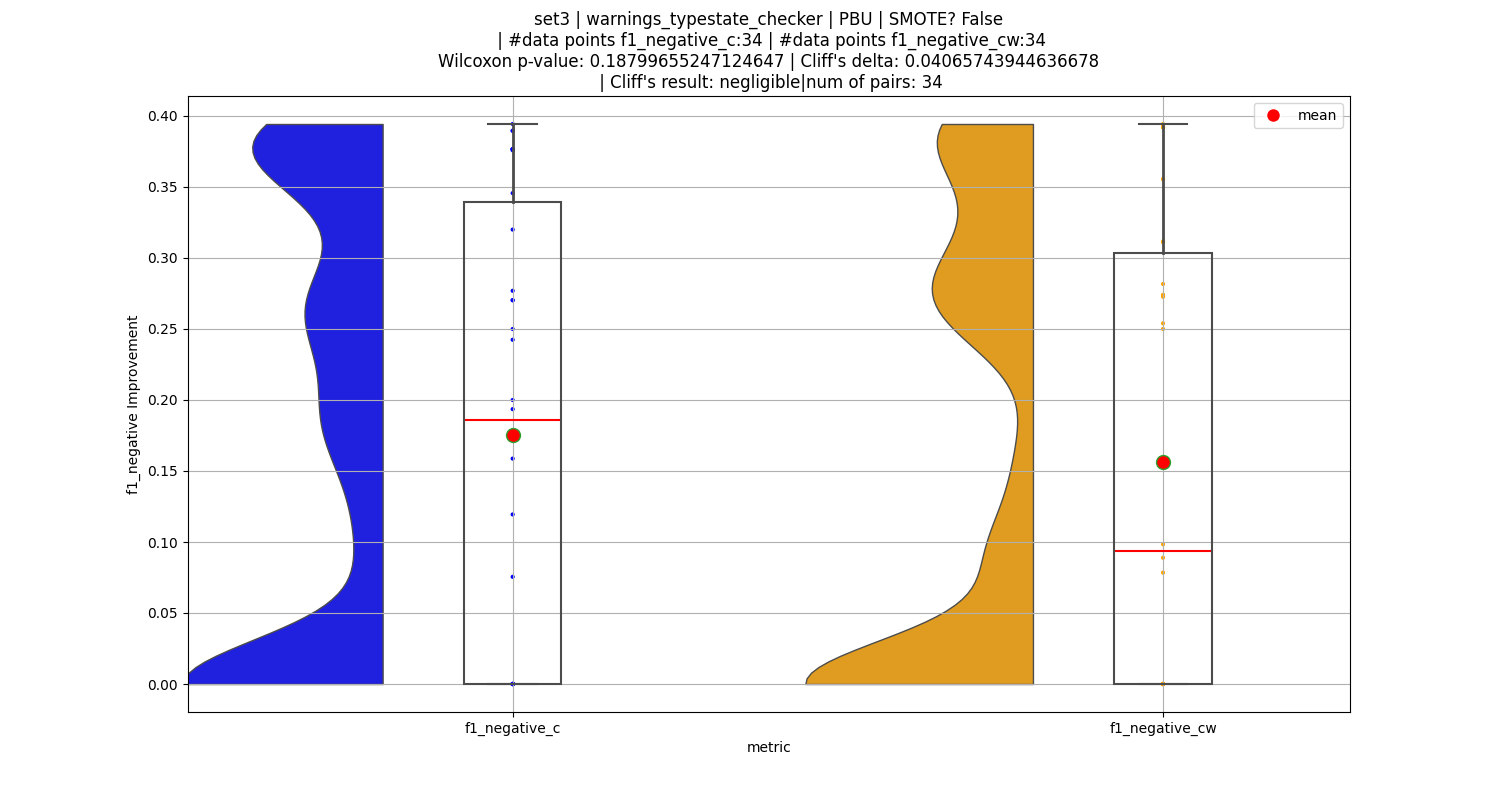 set3 | warnings_typestate_checker | PBU | SMOTE? False
| #data points f1_negative_c:34 | #data points f1_negative_cw:34
Wilcoxon p-value: 0.18799655247124647 | Cliff's delta: 0.04065743944636678
| Cliff's result: negligible|num of pairs: 34
mean
0.40
0.35
0.30
0.25
0.20
0.15
0.10
0.05
0.00
f1_negative Improvement
f1_negative_c
f1_negative_cw
metric